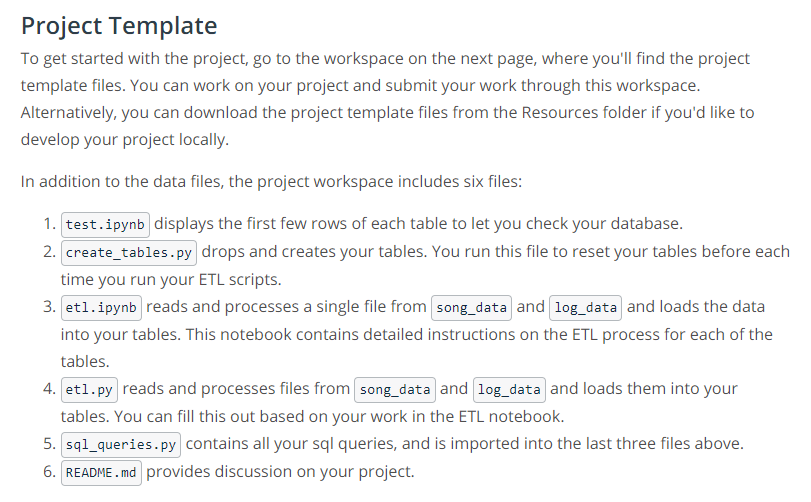 Project Template
To get started with the project, go to the workspace on the next page, where you'll find the project
template files. You can work on your project and submit your work through this workspace.
Alternatively, you can download the project template files from the Resources folder if you'd like to
develop your project locally.
In addition to the data files, the project workspace includes six files:
1. test.ipynb displays the first few rows of each table to let you check your database.
2. create_tables.py drops and creates your tables. You run this file to reset your tables before each
time you run your ETL scripts.
3. etl.ipynb reads and processes a single file from song_data and log_data and loads the data
into your tables. This notebook contains detailed instructions on the ETL process for each of the
tables.
4. etl.py reads and processes files from song_data and log_data and loads them into your
tables. You can fill this out based on your work in the ETL notebook.
5. sql_queries.py contains all your sql queries, and is imported into the last three files above.
6. README.md provides discussion on your project.